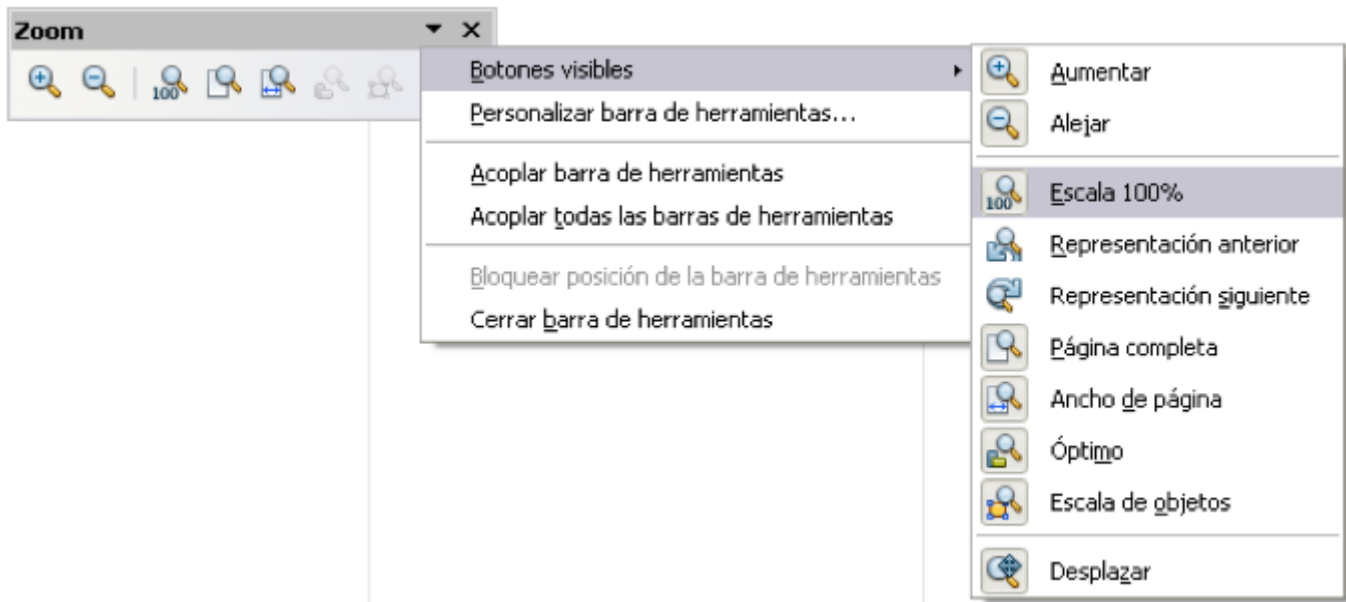 Zoom
100
Botones visibles
Personalizar barra de herramientas...
Acoplar barra de herramientas
Acoplar todas las barras de herramientas
Bloquear posición de la barra de herramientas
Cerrar barra de herramientas
Aumentar
Alejar
100
Escala 100%
Representación anterior
Representación siguiente
Página completa
Ancho de página
Óptimo
Escala de objetos
Desplazar